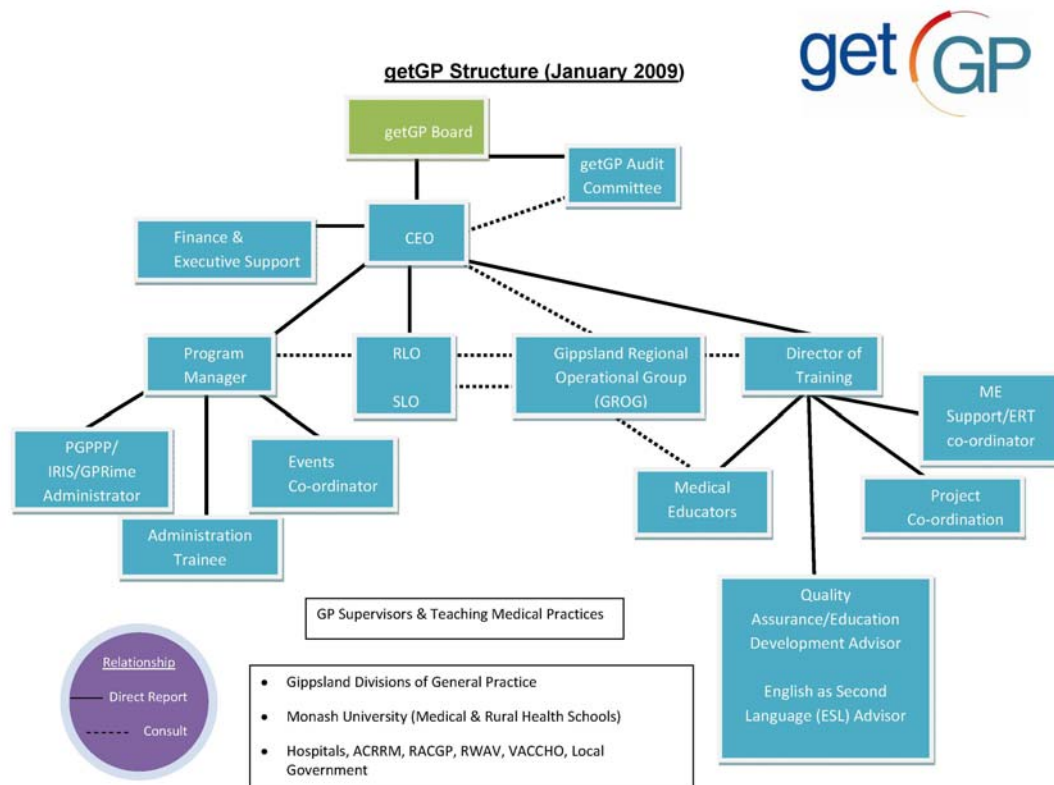 get GP
getGP Structure (January 2009)
getGP Board
getGP Audit
Committee
Finance &
Executive Support
CEO
Program
Manager
RLO
SLO
Gippsland Regional
Operational Group
(GROG)
Director of
Training
ME
Support/ERT
co-ordinator
PGPPP/
IRIS/GPRime
Administrator
Events
Co-ordinator
Administration
Trainee
Medical
Educators
Project
Co-ordination
Quality
Assurance/Education
Development Advisor
English as Second
Language (ESL) Advisor
GP Supervisors & Teaching Medical Practices
Relationship
Direct Report
Consult
• Gippsland Divisions of General Practice
• Monash University (Medical & Rural Health Schools)
• Hospitals, ACRRM, RACGP, RWAV, VACCHO, Local
Government